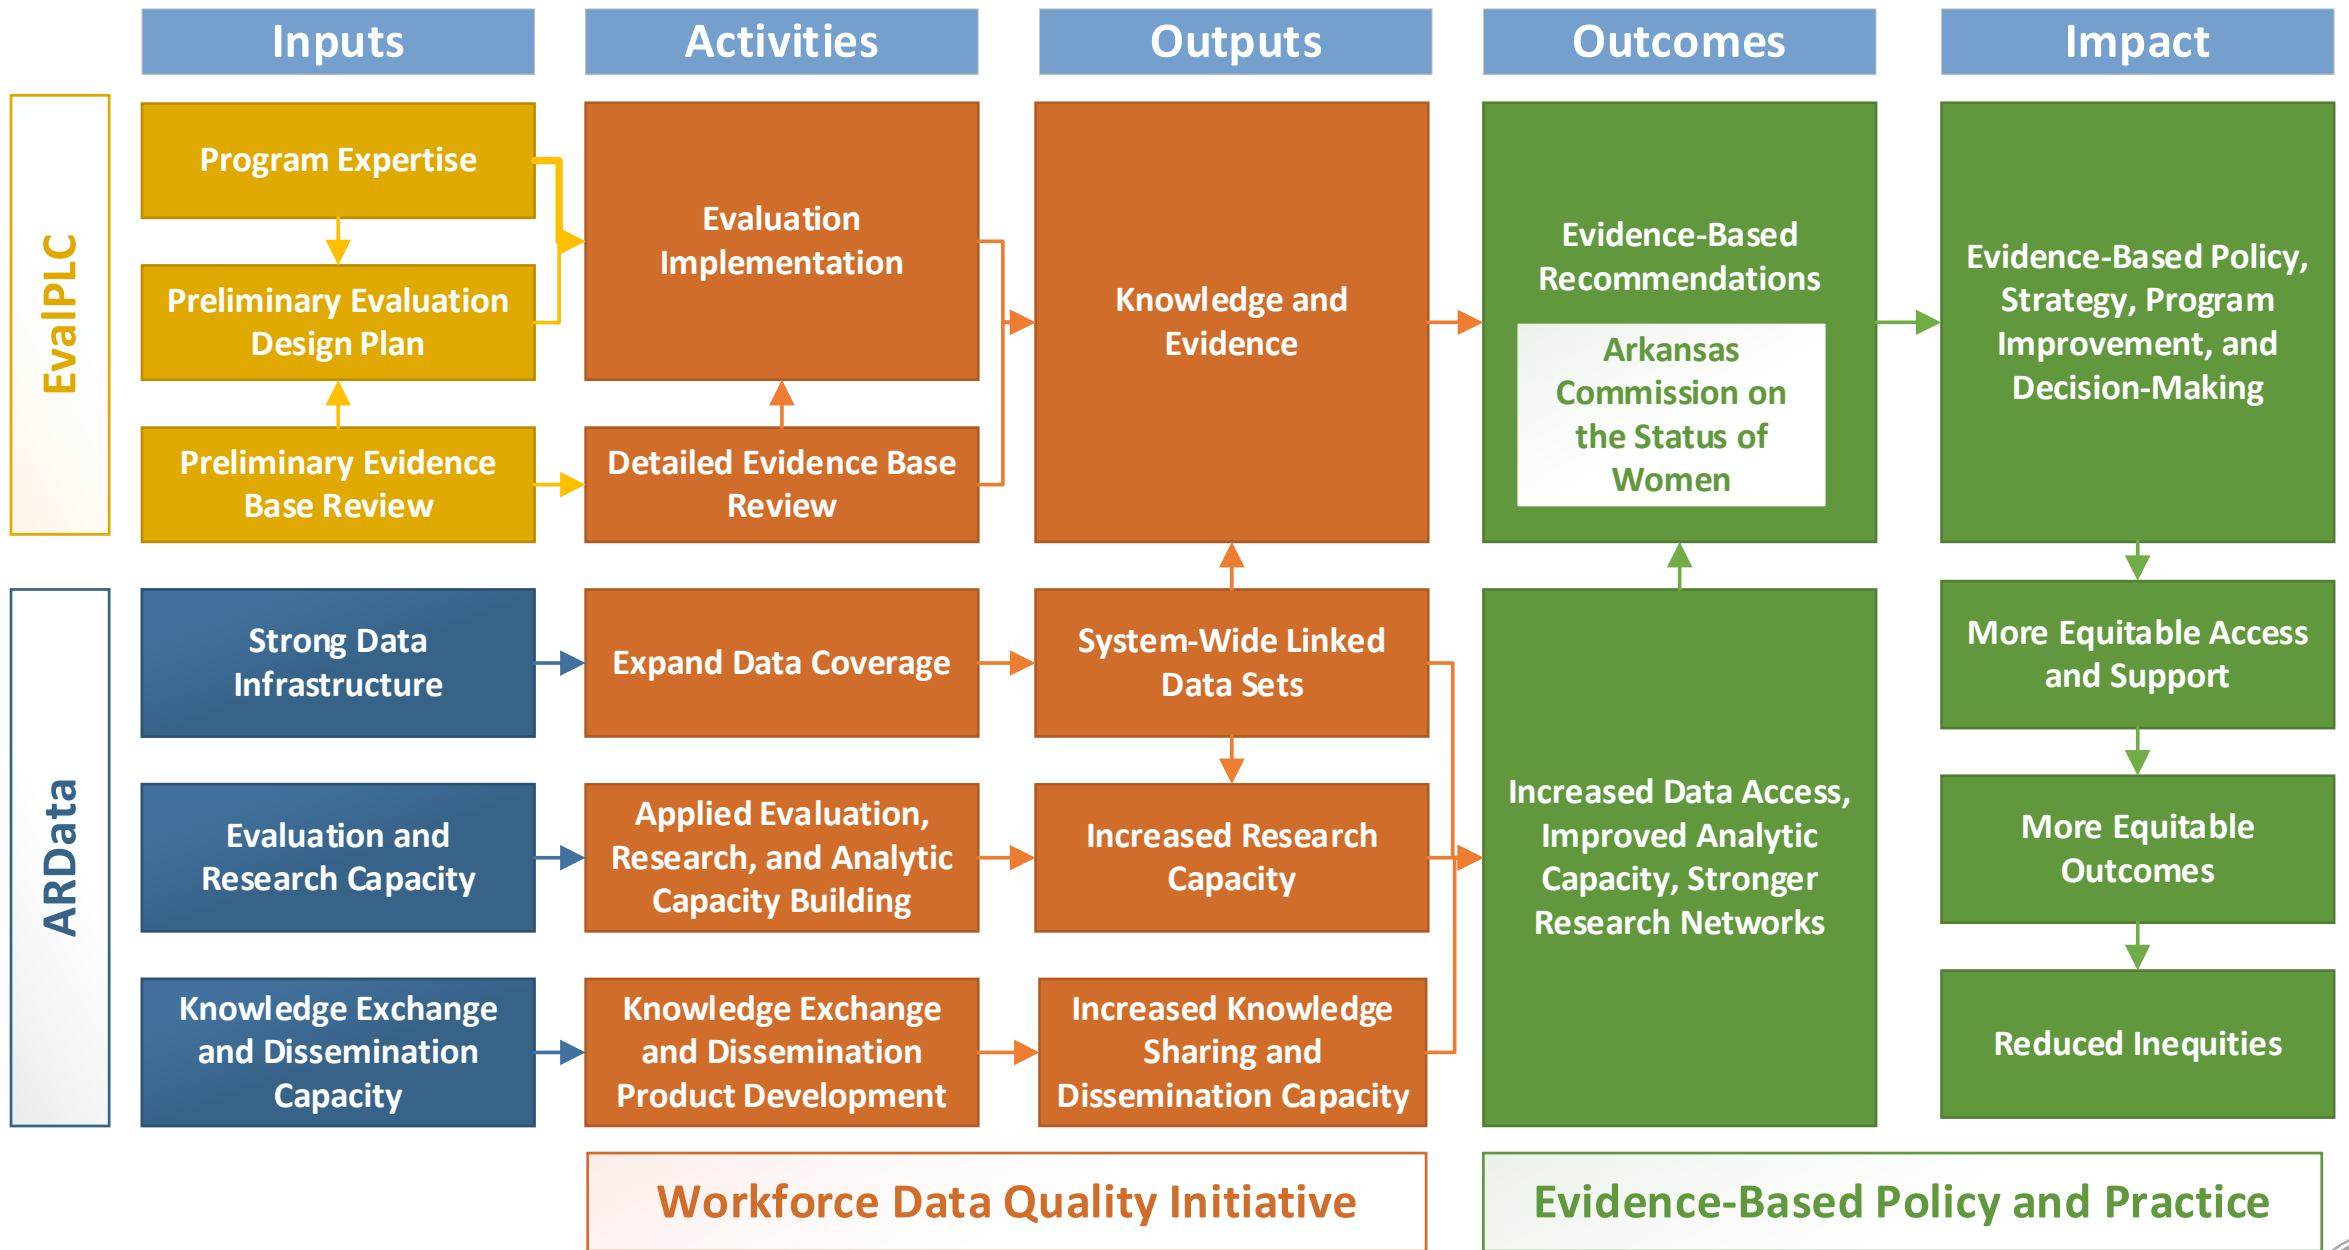 Inputs
Activities
Outputs
Outcomes
Impact
EvalPLC
Program Expertise
Preliminary Evaluation
Design Plan
Preliminary Evidence
Base Review
Evaluation
Implementation
Detailed Evidence Base
Review
Knowledge and
Evidence
Evidence-Based
Recommendations
Arkansas
Commission on
the Status of
Women
Evidence-Based Policy,
Strategy, Program
Improvement, and
Decision-Making
ARData
Strong Data
Infrastructure
Expand Data Coverage
System-Wide Linked
Data Sets
More Equitable Access
and Support
Evaluation and
Research Capacity
Applied Evaluation,
Research, and Analytic
Capacity Building
Increased Research
Capacity
Increased Data Access,
Improved Analytic
Capacity, Stronger
Research Networks
More Equitable
Outcomes
Knowledge Exchange
and Dissemination
Capacity
Knowledge Exchange
and Dissemination
Product Development
Increased Knowledge
Sharing and
Dissemination Capacity
Reduced Inequities
Workforce Data Quality Initiative
Evidence-Based Policy and Practice